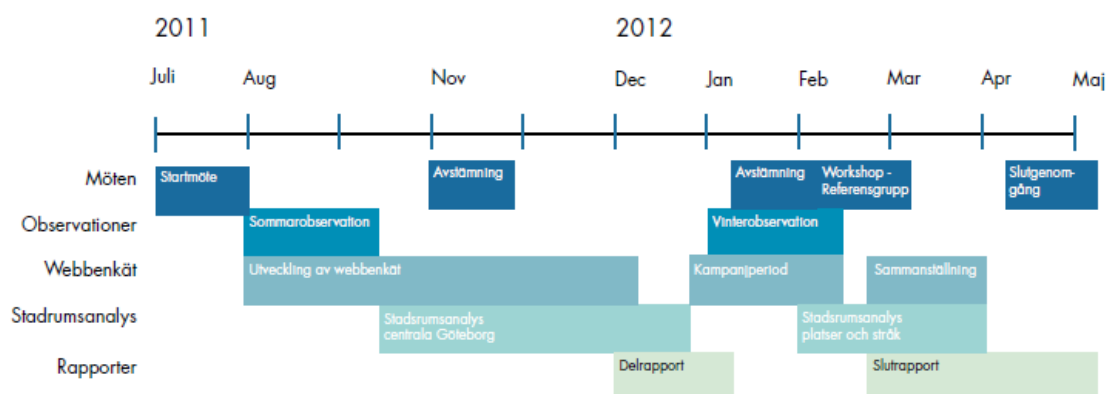 2011 2012
Juli Aug Nov Dec Jan Feb Mar Apr Maj
Möten
Startmöte
Avstämning
Avstämning
Workshop -
Referensgrupp
Slutgenom-
gång
Observationer
Sommarobservation
Vinterobservation
Webbenkät
Utveckling av webbenkät
Kampanjperiod
Sammanställning
Stadrumsanalys
Stadsrumsanalys
centrala Göteborg
Stadsrumsanalys
platser och stråk
Rapporter
Delrapport
Slutrapport